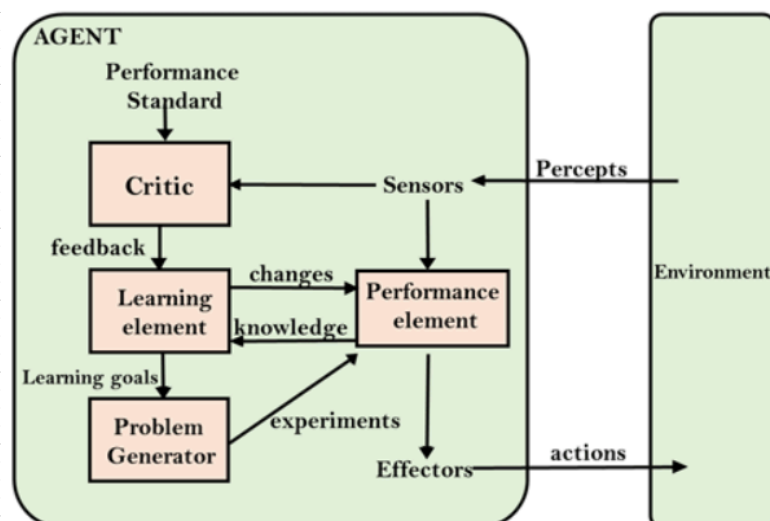 AGENT
Performance
Standard
Critic
Sensors
Percepts
feedback
changes
Environment
Learning
element
Performance
element
knowledge
Learning goals
experiments
Problem
Generator
Effectors
actions